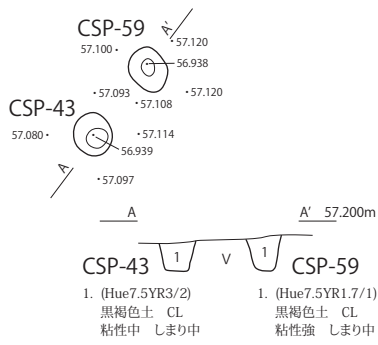 CSP-59
A'
57.120
57.100
56.938
57.093
57.120
57.108
CSP-43
57.080
57.114
56.939
A
57.097
A
A' 57.200m
1
V
1
CSP-43
CSP-59
1. (Hue7.5YR3/2)
黒褐色土 CL
粘性中 しまり中
1. (Hue7.5YR1.7/1)
黒褐色土 CL
粘性強 しまり中